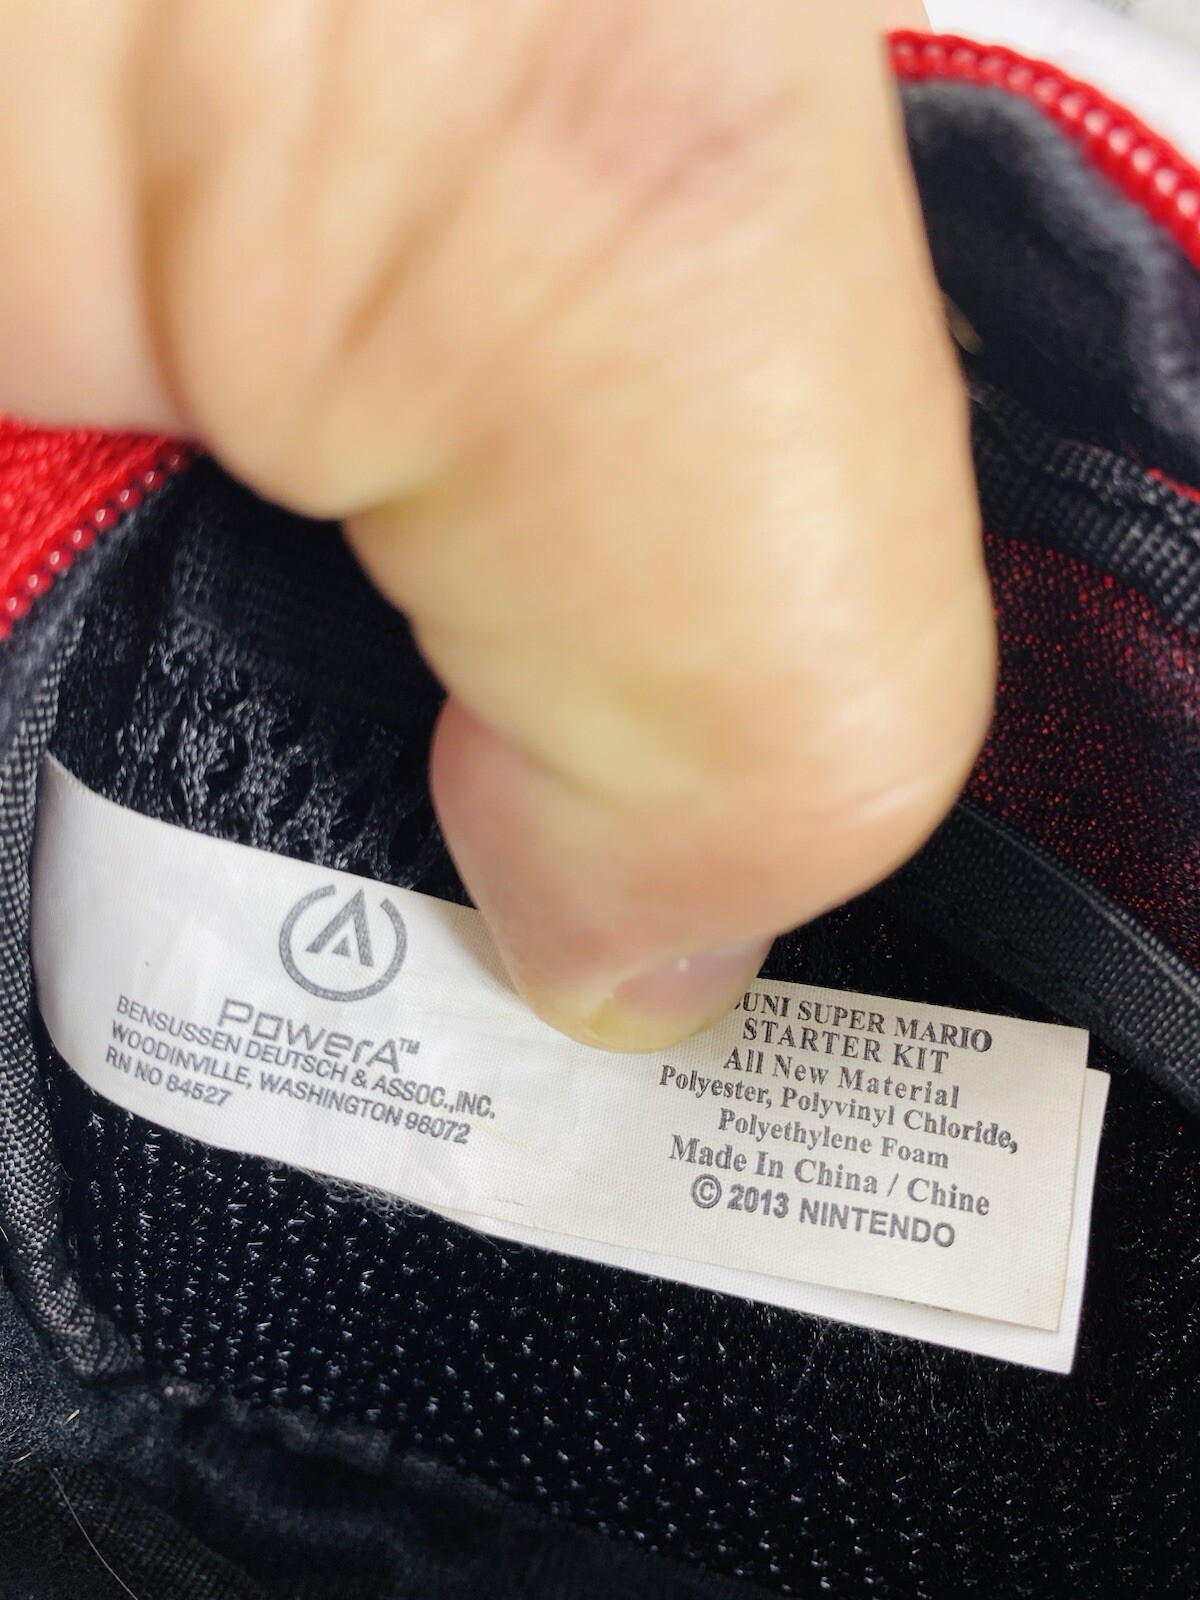 PowerA™
BENSUSSEN DEUTSCH & ASSOC.,INC.
WOODINVILLE, WASHINGTON 98072
RN NO 84527
SUPER MARIO
STARTER KIT
All New Material
Polyester, Polyvinyl Chloride,
Polyethylene Foam
Made In China / Chine
© 2013 NINTENDO